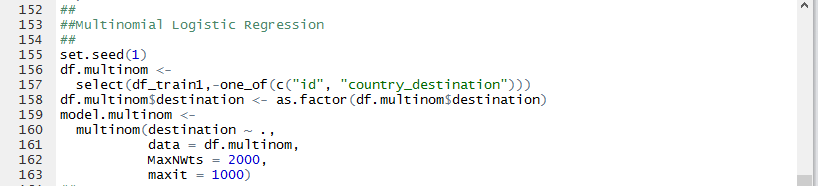 152 ##
153 ##Multinomial Logistic Regression
154 ##
155 set.seed(1)
156 df.multinom <-
157   select(df_train1,-one_of(c("id", "country_destination")))
158 df.multinom$destination <- as.factor(df.multinom$destination)
159 model.multinom <-
160   multinom(destination ~ .,
161            data = df.multinom,
162            MaxNWts = 2000,
163            maxit = 1000)